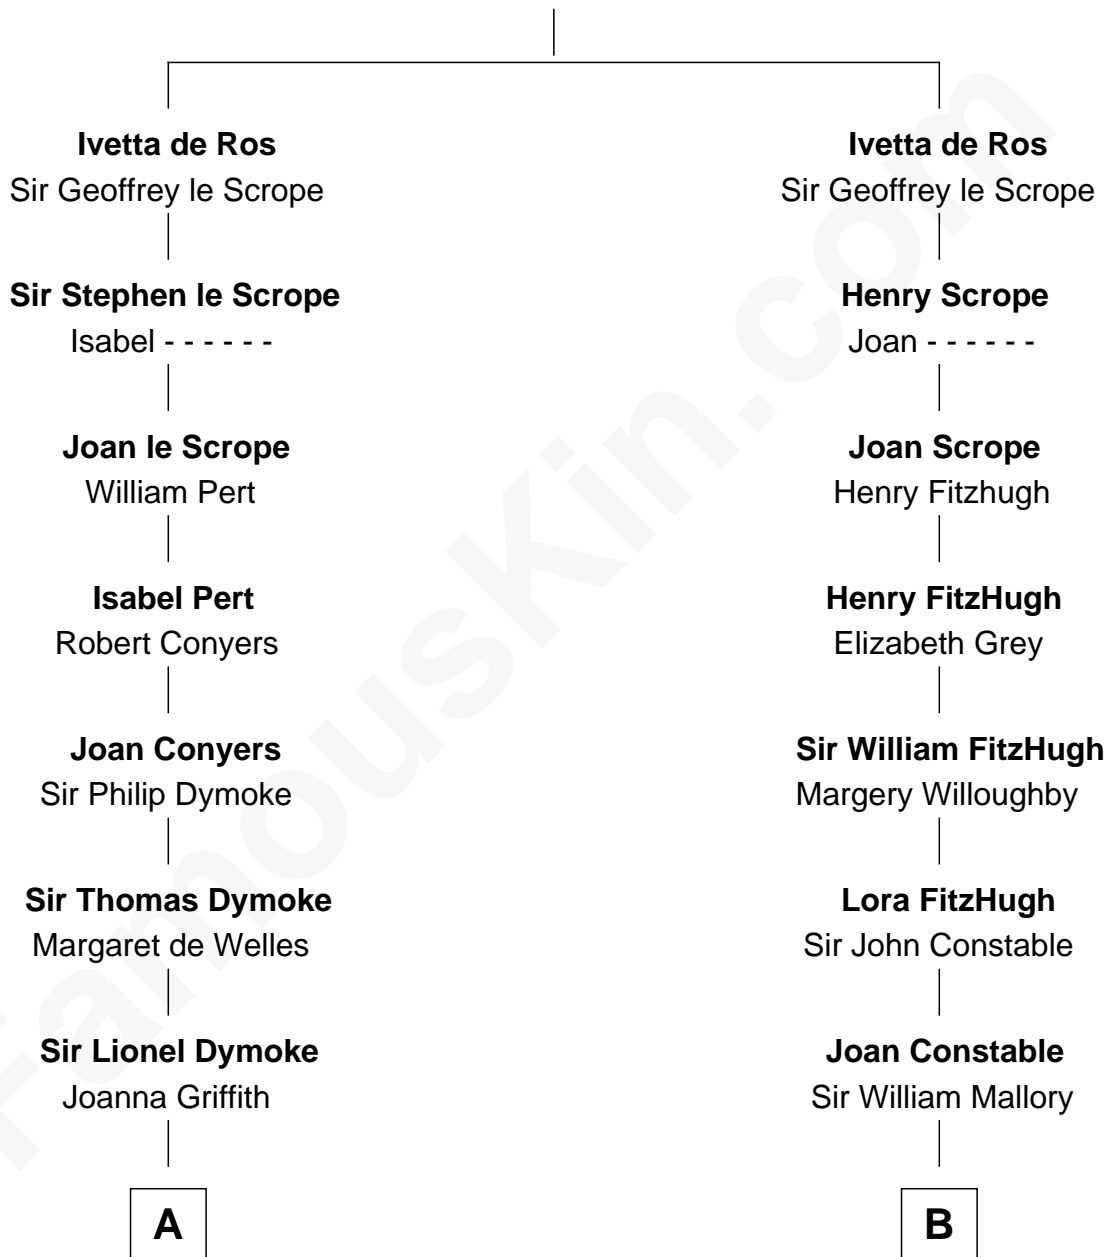 Ivetta de Ros
Sir Geoffrey le Scrope
Sir Stephen le Scrope
Isabel - - - - - -
Joan le Scrope
William Pert
Isabel Pert
Robert Conyers
Joan Conyers
Sir Philip Dymoke
Sir Thomas Dymoke
Margaret de Welles
Sir Lionel Dymoke
Joanna Griffith
A
Ivetta de Ros
Sir Geoffrey le Scrope
Henry Scrope
Joan - - - - - -
Joan Scrope
Henry Fitzhugh
Henry FitzHugh
Elizabeth Grey
Sir William FitzHugh
Margery Willoughby
Lora FitzHugh
Sir John Constable
Joan Constable
Sir William Mallory
B
FamousKin.com